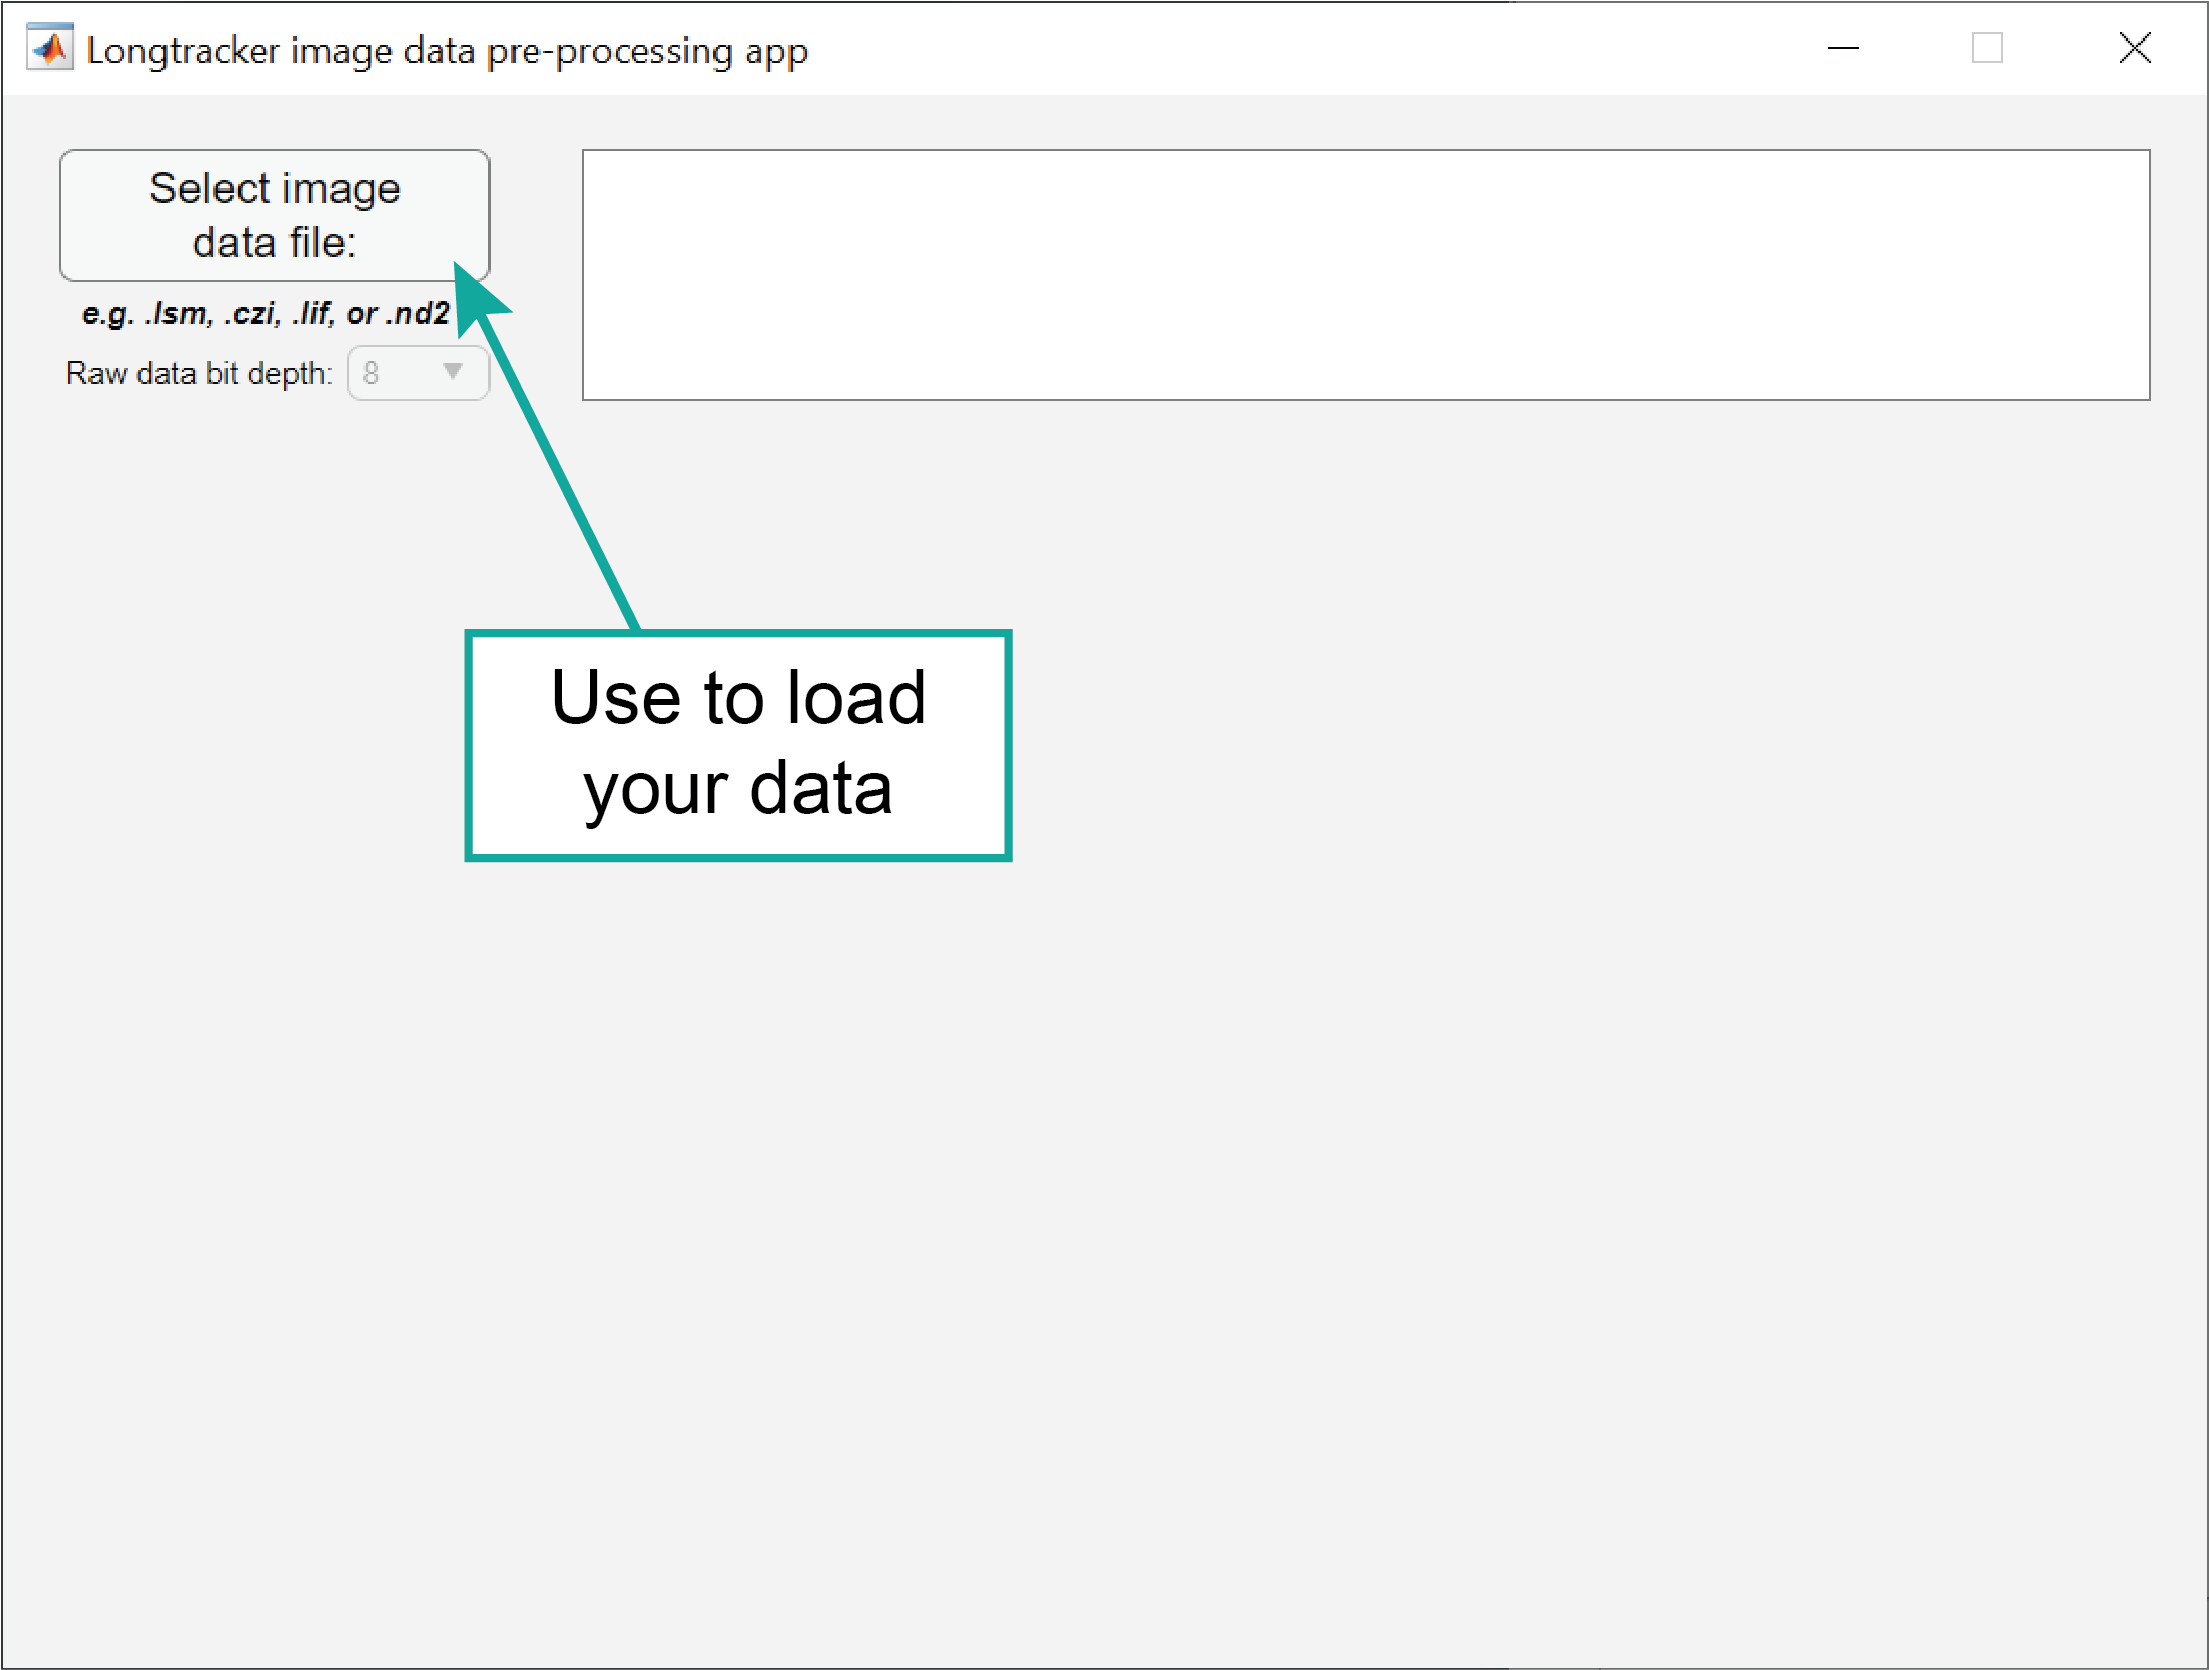 Longtracker image data pre-processing app
Select image
data file:
e.g. .lsm, .czi, .lif, or .nd2
Raw data bit depth: 8
Use to load
your data